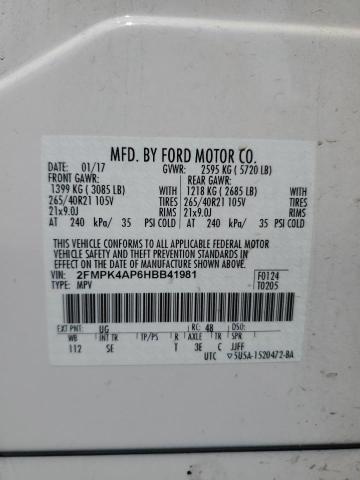 MFD. BY FORD MOTOR CO.
DATE: 01/17 GVWR: 2595 KG ( 5720 LB)
FRONT GAWR: REAR GAWR:
1399 KG ( 3085 LB) WITH 1218 KG ( 2685 LB) WITH
265/40R21 105V TIRES 265/40R21 105V TIRES
21x9.0J RIMS 21x9.0J RIMS
AT 240 kPa/ 35 PSI COLD AT 240 kPa/ 35 PSI COLD
THIS VEHICLE CONFORMS TO ALL APPLICABLE FEDERAL MOTOR
VEHICLE SAFETY STANDARDS IN EFFECT ON THE DATE OF MANUFACTURE
SHOWN ABOVE.
VIN: 2FMPK4AP6HBB41981 F0124
TYPE: MPV T0205
EXT PNT: UG RC: 48 DSO:
WB INT TR TP/PS R AXLE TR SPR
112 SE T 3E C JJFF
UTC ▽5U5A-1520472-BA